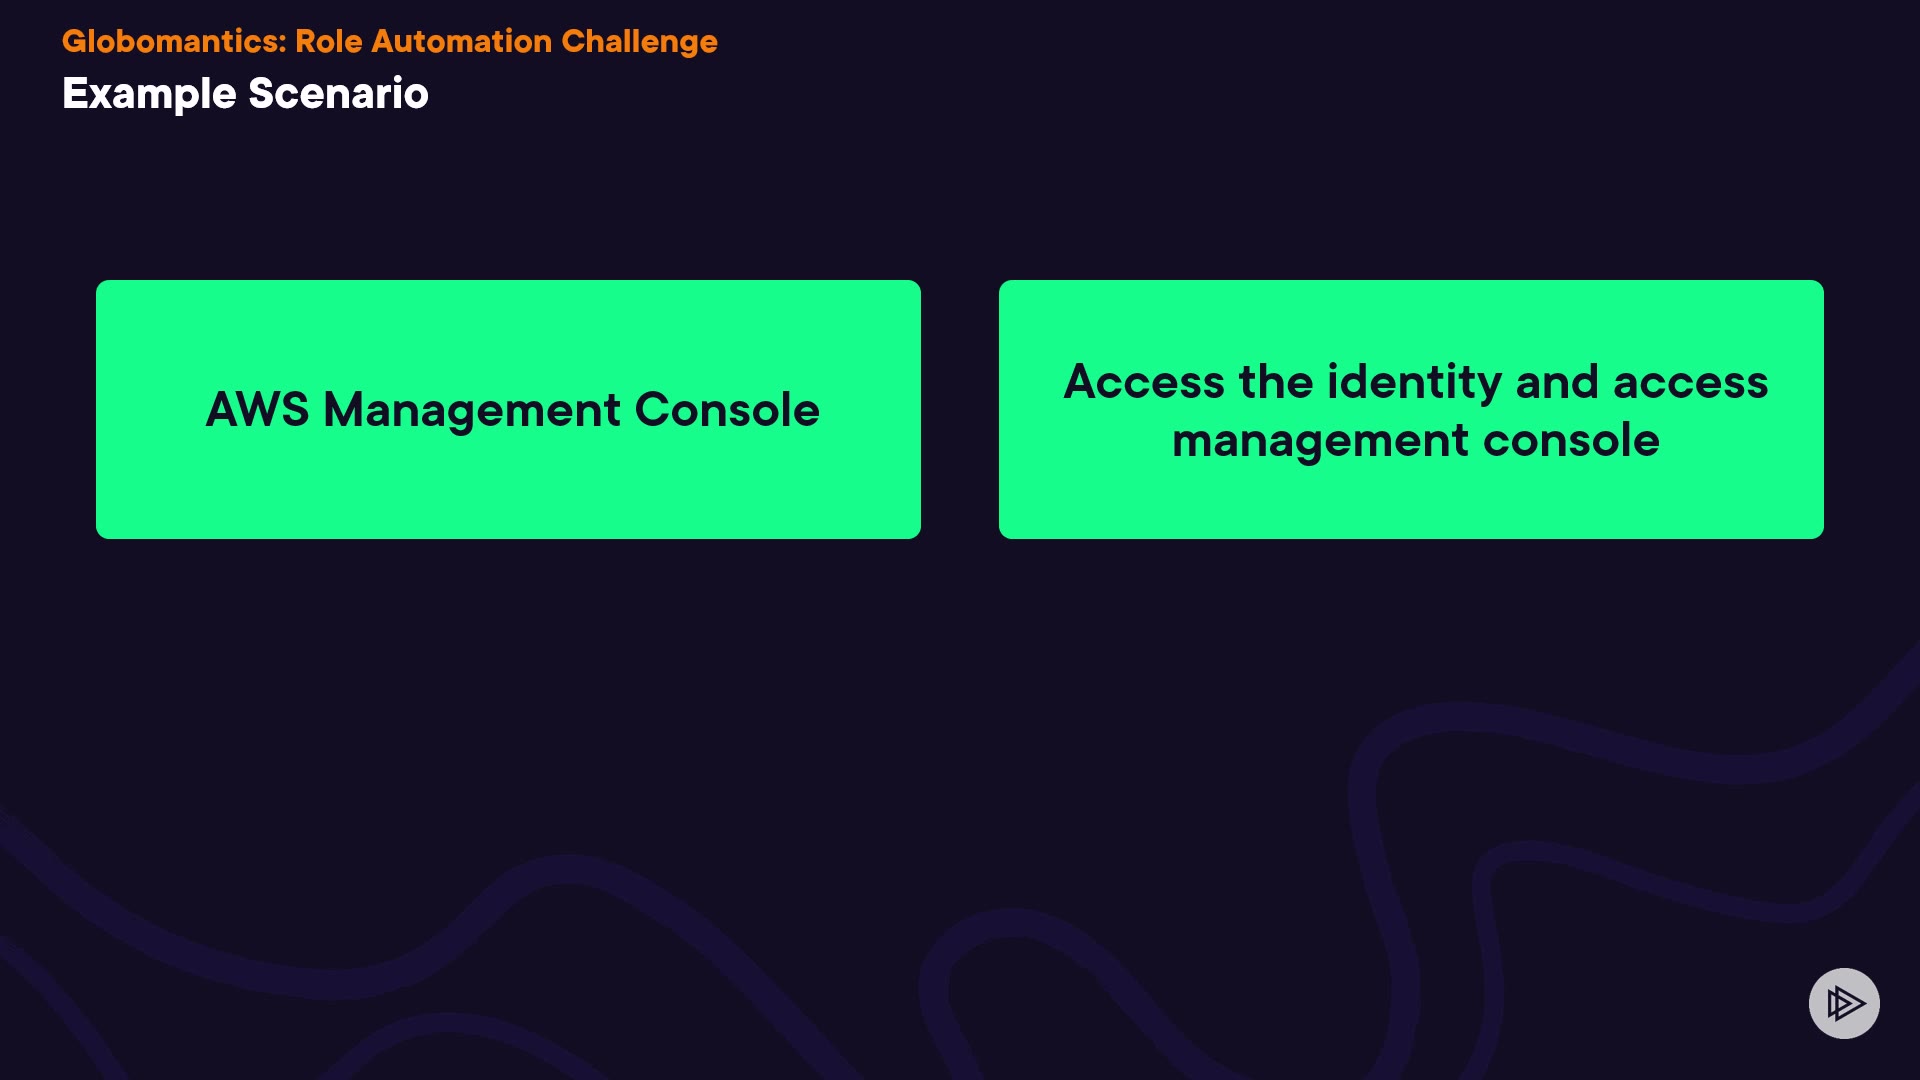 Globomantics: Role Automation Challenge
Example Scenario
AWS Management Console
Access the identity and access
management console